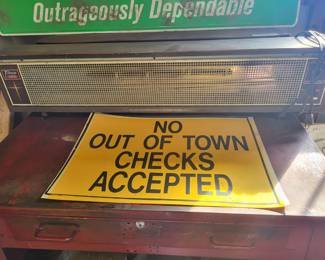 Outrageously Dependable
NO
OUT OF TOWN
CHECKS
ACCEPTED